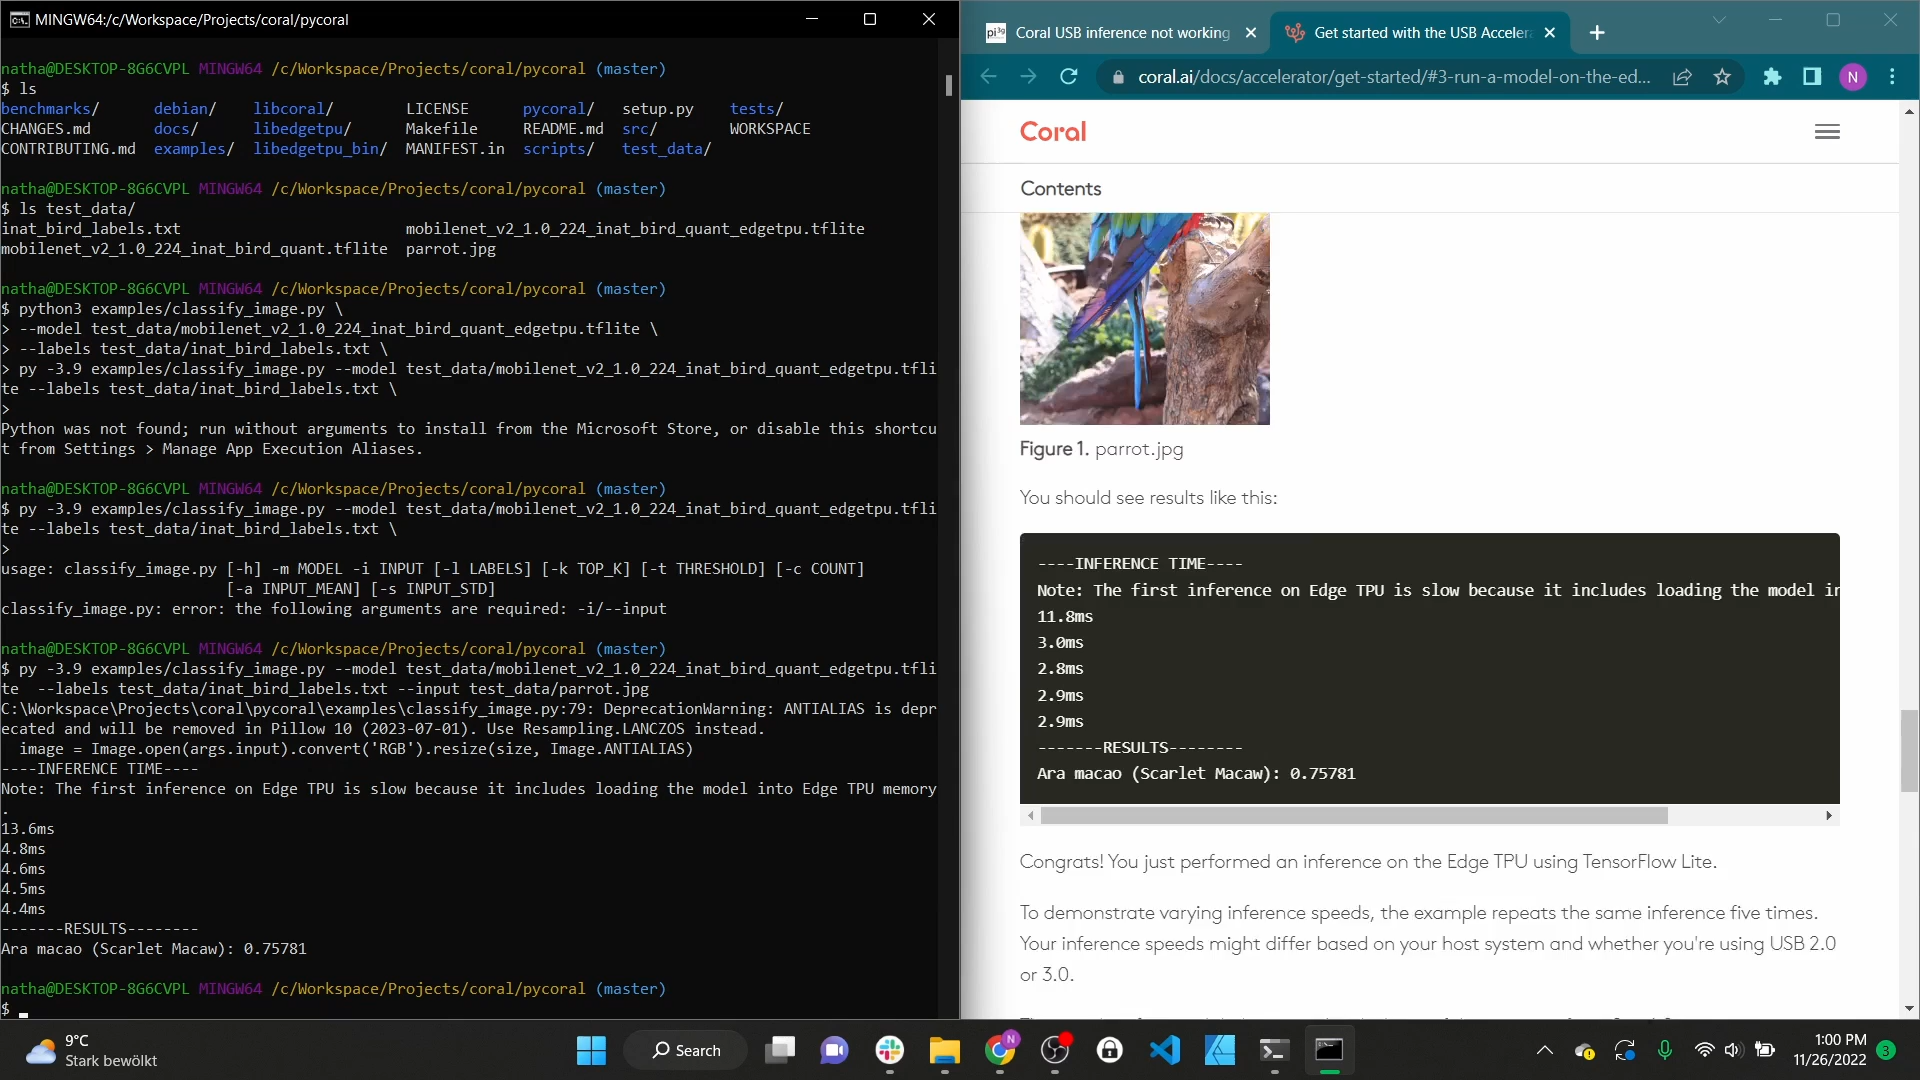 MINGW64:/c/Workspace/Projects/coral/pycoral
natha@DESKTOP-8G6CVPL MINGW64 /c/Workspace/Projects/coral/pycoral (master)
$ ls
benchmarks/ debian/ libcoral/ LICENSE pycoral/ setup.py tests/
CHANGES.md docs/ libedgetpu/ Makefile README.md src/ WORKSPACE
CONTRIBUTING.md examples/ libedgetpu_bin/ MANIFEST.in scripts/ test_data/
natha@DESKTOP-8G6CVPL MINGW64 /c/Workspace/Projects/coral/pycoral (master)
$ ls test_data/
inat_bird_labels.txt mobilenet_v2_1.0_224_inat_bird_quant_edgetpu.tflite
mobilenet_v2_1.0_224_inat_bird_quant.tflite parrot.jpg
natha@DESKTOP-8G6CVPL MINGW64 /c/Workspace/Projects/coral/pycoral (master)
$ python3 examples/classify_image.py \
> --model test_data/mobilenet_v2_1.0_224_inat_bird_quant_edgetpu.tflite \
> --labels test_data/inat_bird_labels.txt \
> py -3.9 examples/classify_image.py --model test_data/mobilenet_v2_1.0_224_inat_bird_quant_edgetpu.tfli
te --labels test_data/inat_bird_labels.txt \
>
Python was not found; run without arguments to install from the Microsoft Store, or disable this shortcu
t from Settings > Manage App Execution Aliases.
natha@DESKTOP-8G6CVPL MINGW64 /c/Workspace/Projects/coral/pycoral (master)
$ py -3.9 examples/classify_image.py --model test_data/mobilenet_v2_1.0_224_inat_bird_quant_edgetpu.tfli
te --labels test_data/inat_bird_labels.txt \
>
usage: classify_image.py [-h] -m MODEL -i INPUT [-l LABELS] [-k TOP_K] [-t THRESHOLD] [-c COUNT]
[-a INPUT_MEAN] [-s INPUT_STD]
classify_image.py: error: the following arguments are required: -i/--input
natha@DESKTOP-8G6CVPL MINGW64 /c/Workspace/Projects/coral/pycoral (master)
$ py -3.9 examples/classify_image.py --model test_data/mobilenet_v2_1.0_224_inat_bird_quant_edgetpu.tfli
te --labels test_data/inat_bird_labels.txt --input test_data/parrot.jpg
C:\Workspace\Projects\coral\pycoral\examples\classify_image.py:79: DeprecationWarning: ANTIALIAS is depr
ecated and will be removed in Pillow 10 (2023-07-01). Use Resampling.LANCZOS instead.
image = Image.open(args.input).convert('RGB').resize(size, Image.ANTIALIAS)
----INFERENCE TIME----
Note: The first inference on Edge TPU is slow because it includes loading the model into Edge TPU memory
.
13.6ms
4.8ms
4.6ms
4.5ms
4.4ms
-------RESULTS--------
Ara macao (Scarlet Macaw): 0.75781
natha@DESKTOP-8G6CVPL MINGW64 /c/Workspace/Projects/coral/pycoral (master)
$
pi3g Coral USB inference not working
Get started with the USB Acceler
coral.ai/docs/accelerator/get-started/#3-run-a-model-on-the-ed...
N
Coral
Contents
Figure 1. parrot.jpg
You should see results like this:
----INFERENCE TIME----
Note: The first inference on Edge TPU is slow because it includes loading the model in
11.8ms
3.0ms
2.8ms
2.9ms
2.9ms
-------RESULTS--------
Ara macao (Scarlet Macaw): 0.75781
Congrats! You just performed an inference on the Edge TPU using TensorFlow Lite.
To demonstrate varying inference speeds, the example repeats the same inference five times.
Your inference speeds might differ based on your host system and whether you're using USB 2.0
or 3.0.
9°C
Stark bewölkt
Search
N
1:00 PM
11/26/2022
3